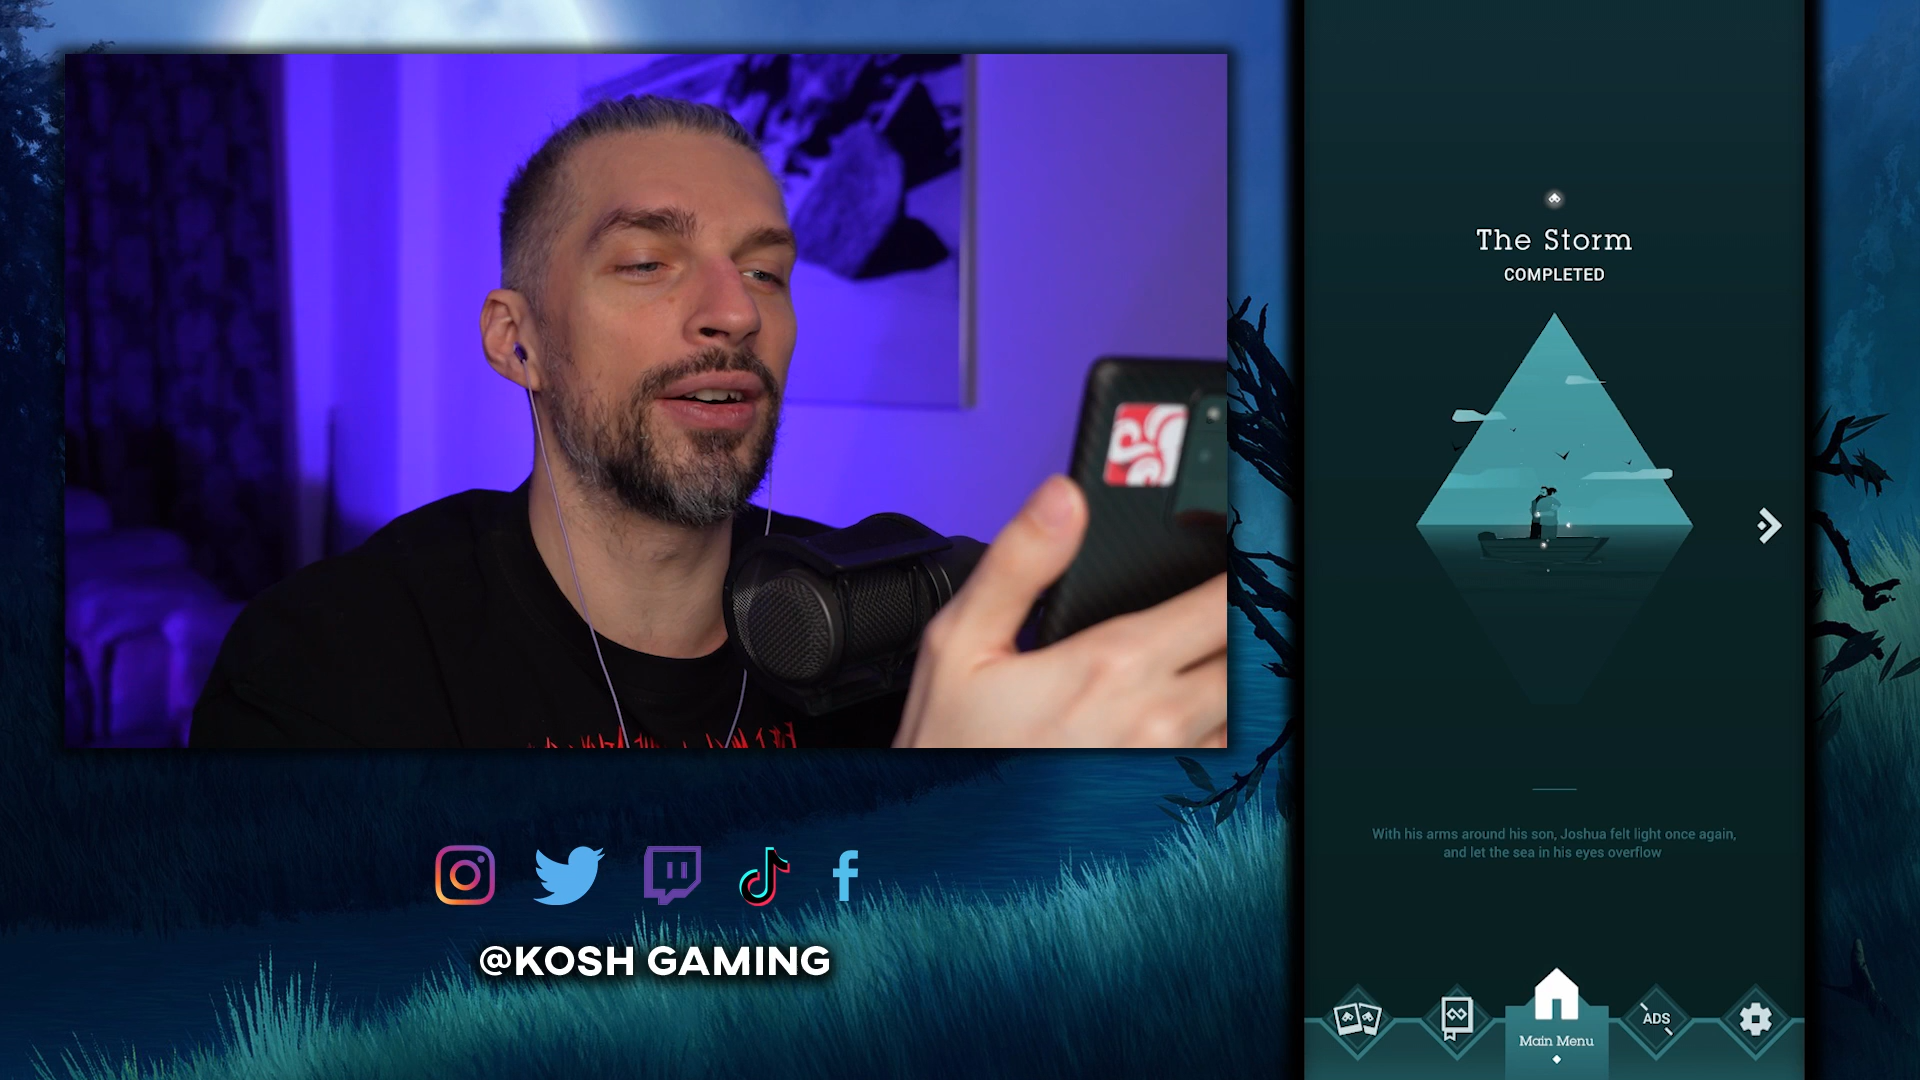 The Storm
COMPLETED
With his arms around his son, Joshua felt light once again,
and let the sea in his eyes overflow
@KOSH GAMING
ADS
Main Menu